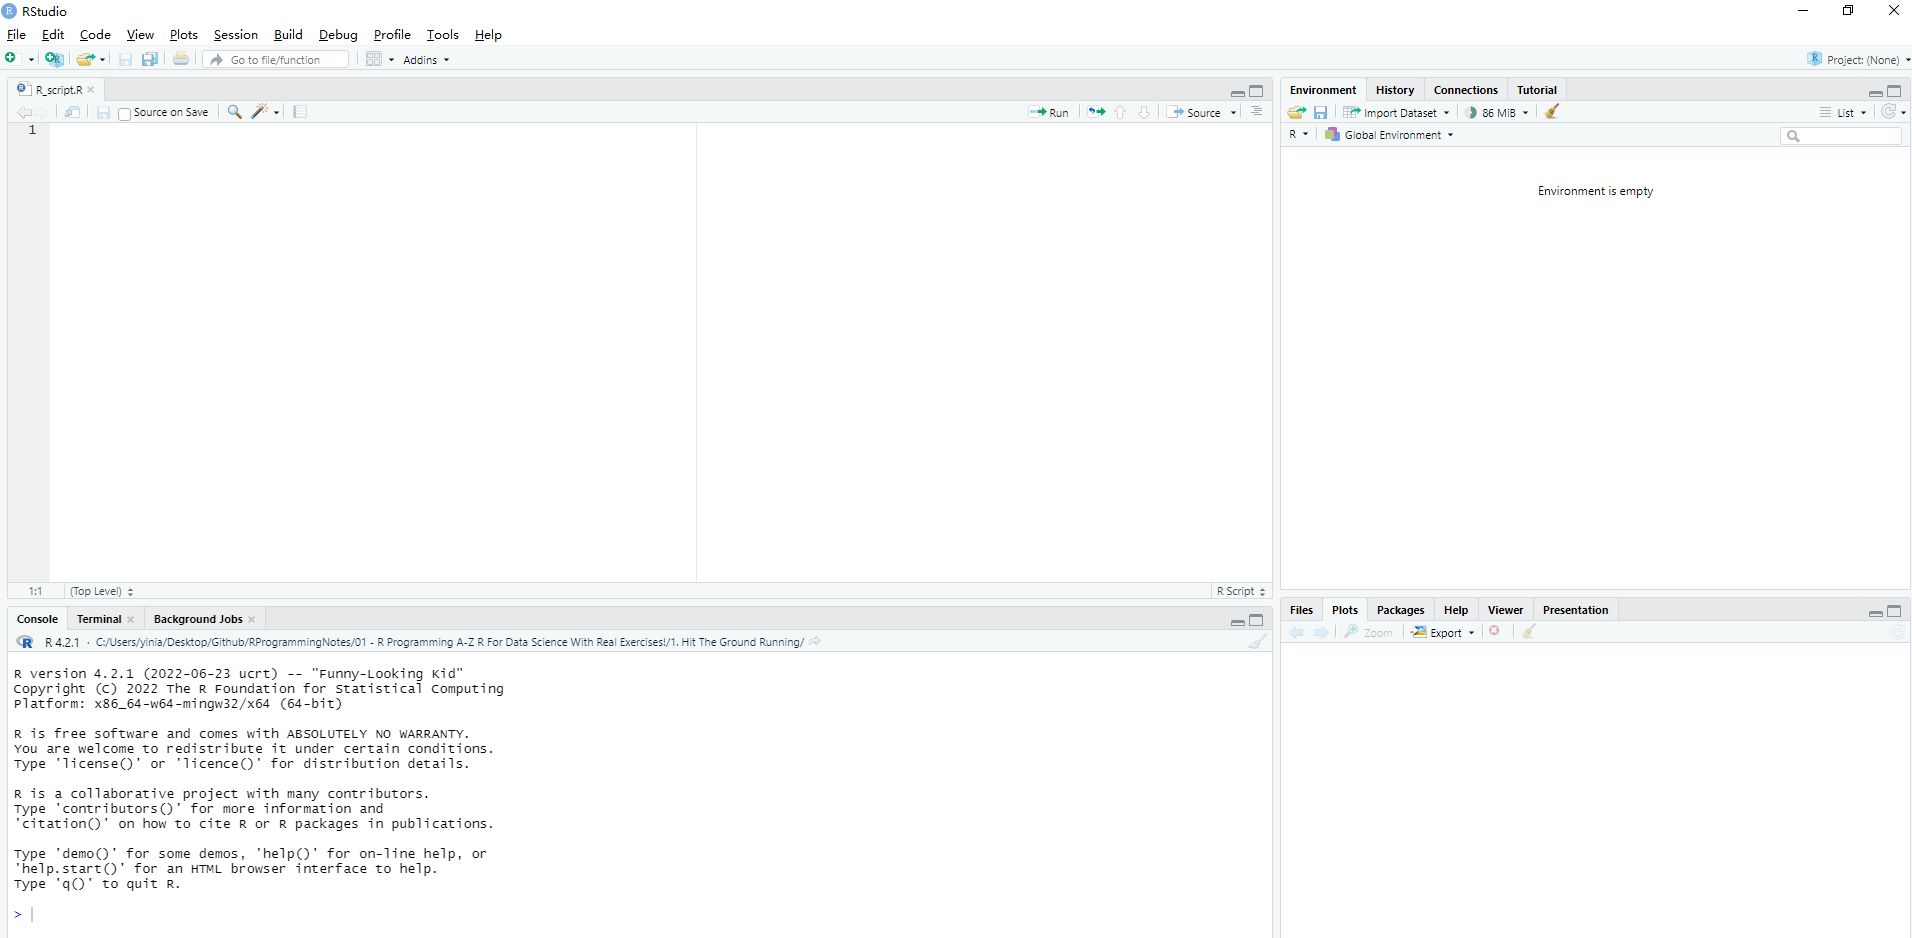 RStudio
File Edit Code View Plots Session Build Debug Profile Tools Help
Go to file/function Addins Project: (None)
R_script.R
Source on Save Run Source
1
1:1 (Top Level) R Script
Console Terminal Background Jobs
R 4.2.1 · C:/Users/yinia/Desktop/Github/RProgrammingNotes/01 - R Programming A-Z R For Data Science With Real Exercises!/1. Hit The Ground Running/
R version 4.2.1 (2022-06-23 ucrt) -- "Funny-Looking Kid"
Copyright (C) 2022 The R Foundation for Statistical Computing
Platform: x86_64-w64-mingw32/x64 (64-bit)
R is free software and comes with ABSOLUTELY NO WARRANTY.
You are welcome to redistribute it under certain conditions.
Type 'license()' or 'licence()' for distribution details.
R is a collaborative project with many contributors.
Type 'contributors()' for more information and
'citation()' on how to cite R or R packages in publications.
Type 'demo()' for some demos, 'help()' for on-line help, or
'help.start()' for an HTML browser interface to help.
Type 'q()' to quit R.
>
Environment History Connections Tutorial
Import Dataset 86 MiB List
R Global Environment
Environment is empty
Files Plots Packages Help Viewer Presentation
Zoom Export